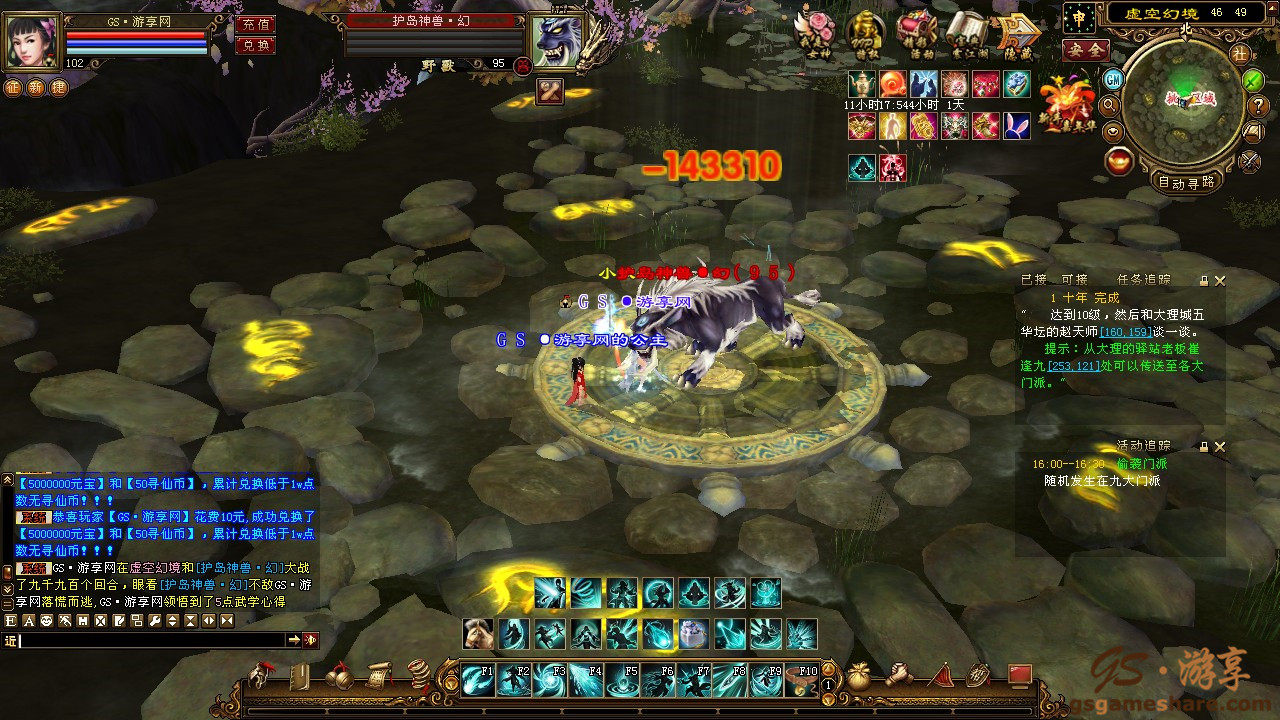 GS·游享网
充值
兑换
102
征 新 捷
护岛神兽·幻
野兽
95
隐藏
申
虚空幻境 46 49
北
安全
社
GM
?
自动寻路
11小时17:544小时 1天
-143310
小护岛神兽·幻(95)
GS●游享网
GS●游享网的公主
已接 可接 任务追踪
1 十年 完成
“ 达到10级，然后和大理城五
华坛的赵天师[160,159]谈一谈。
提示：从大理的驿站老板崔
逢九[253,121]处可以传送至各大
门派。”
活动追踪
16:00--16:30 偷袭门派
随机发生在九大门派
【5000000元宝】和【50寻仙币】，累计兑换低于1w点
数无寻仙币！！！
系统 恭喜玩家【GS·游享网】花费10元,成功兑换了
【5000000元宝】和【50寻仙币】，累计兑换低于1w点
数无寻仙币！！！
系统 GS·游享网在虚空幻境和[护岛神兽·幻]大战
了九千九百个回合，眼看[护岛神兽·幻]不敌GS·游
享网落慌而逃,GS·游享网领悟到了5点武学心得
近
F1 F2 F3 F4 F5 F6 F7 F8 F9 F10
1
GS·游享
gsgameshare.com